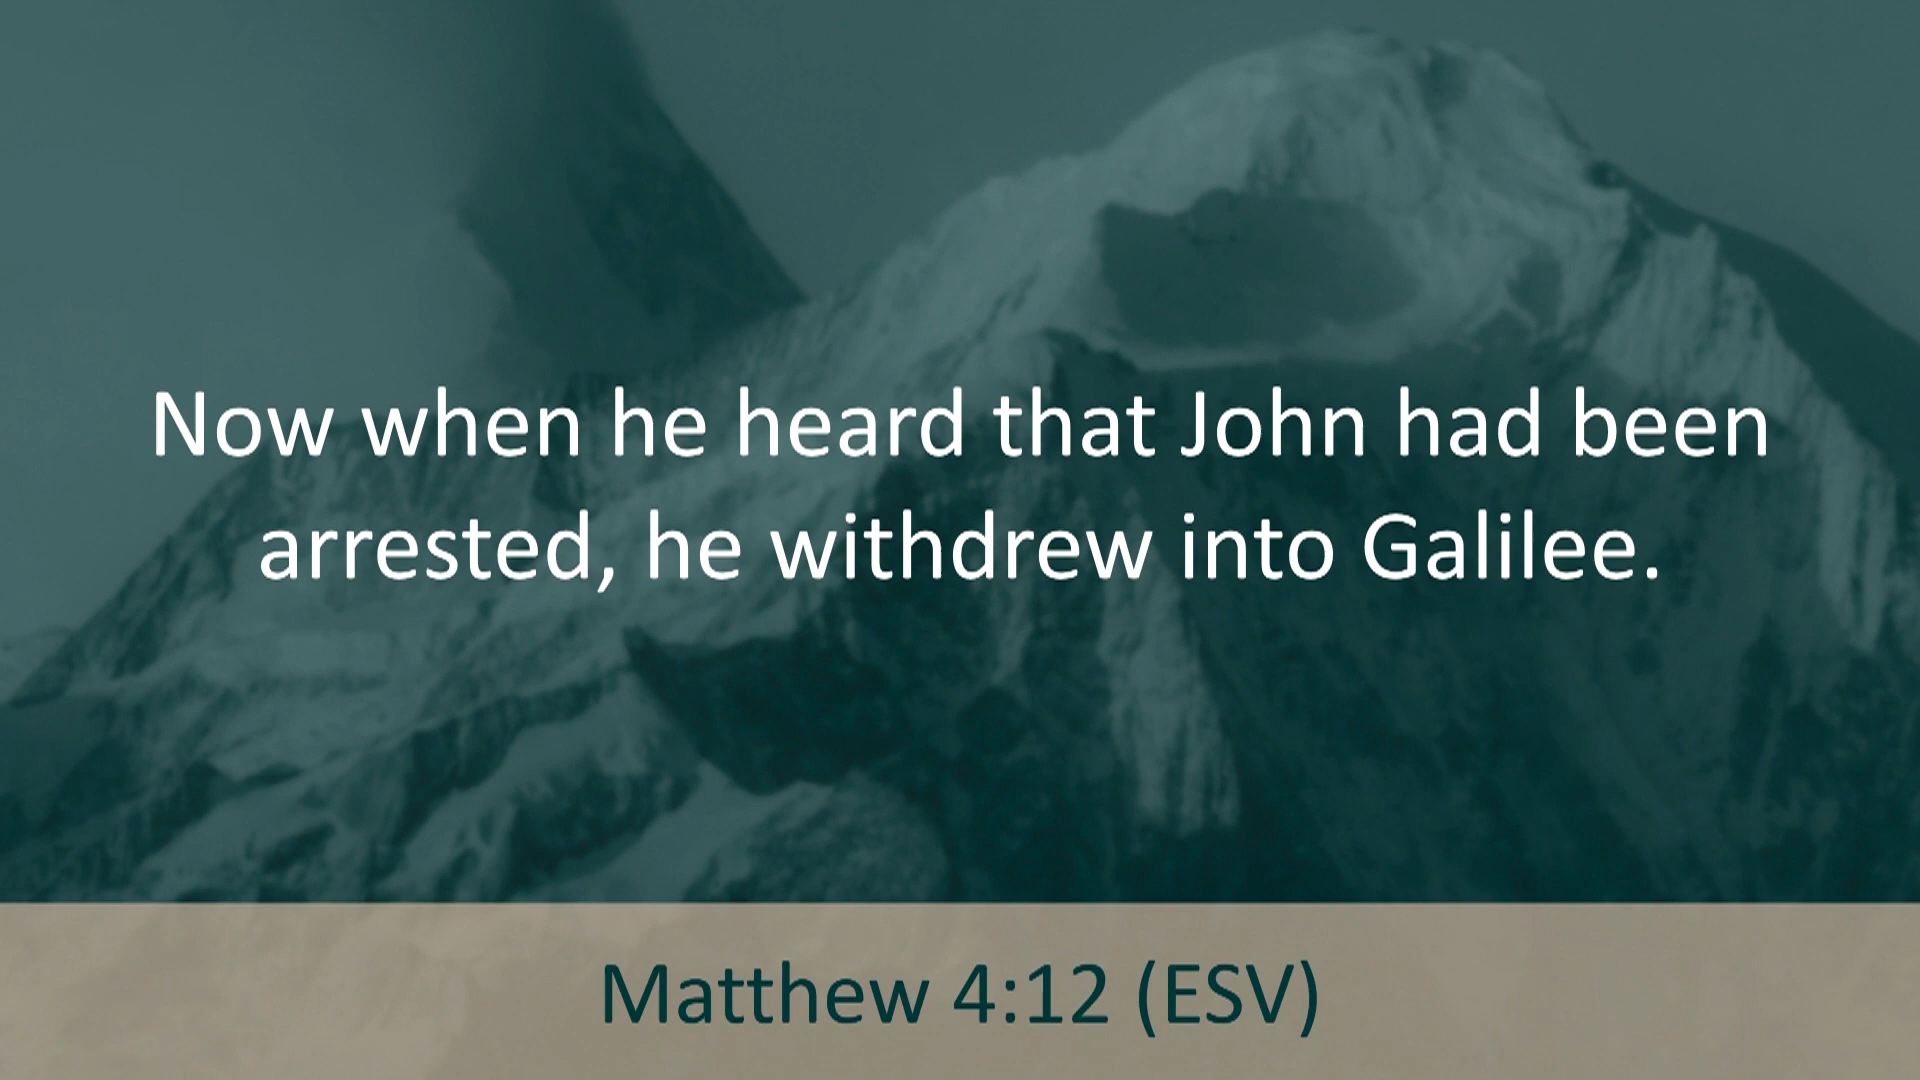 Now when he heard that John had been
arrested, he withdrew into Galilee.
Matthew 4:12 (ESV)